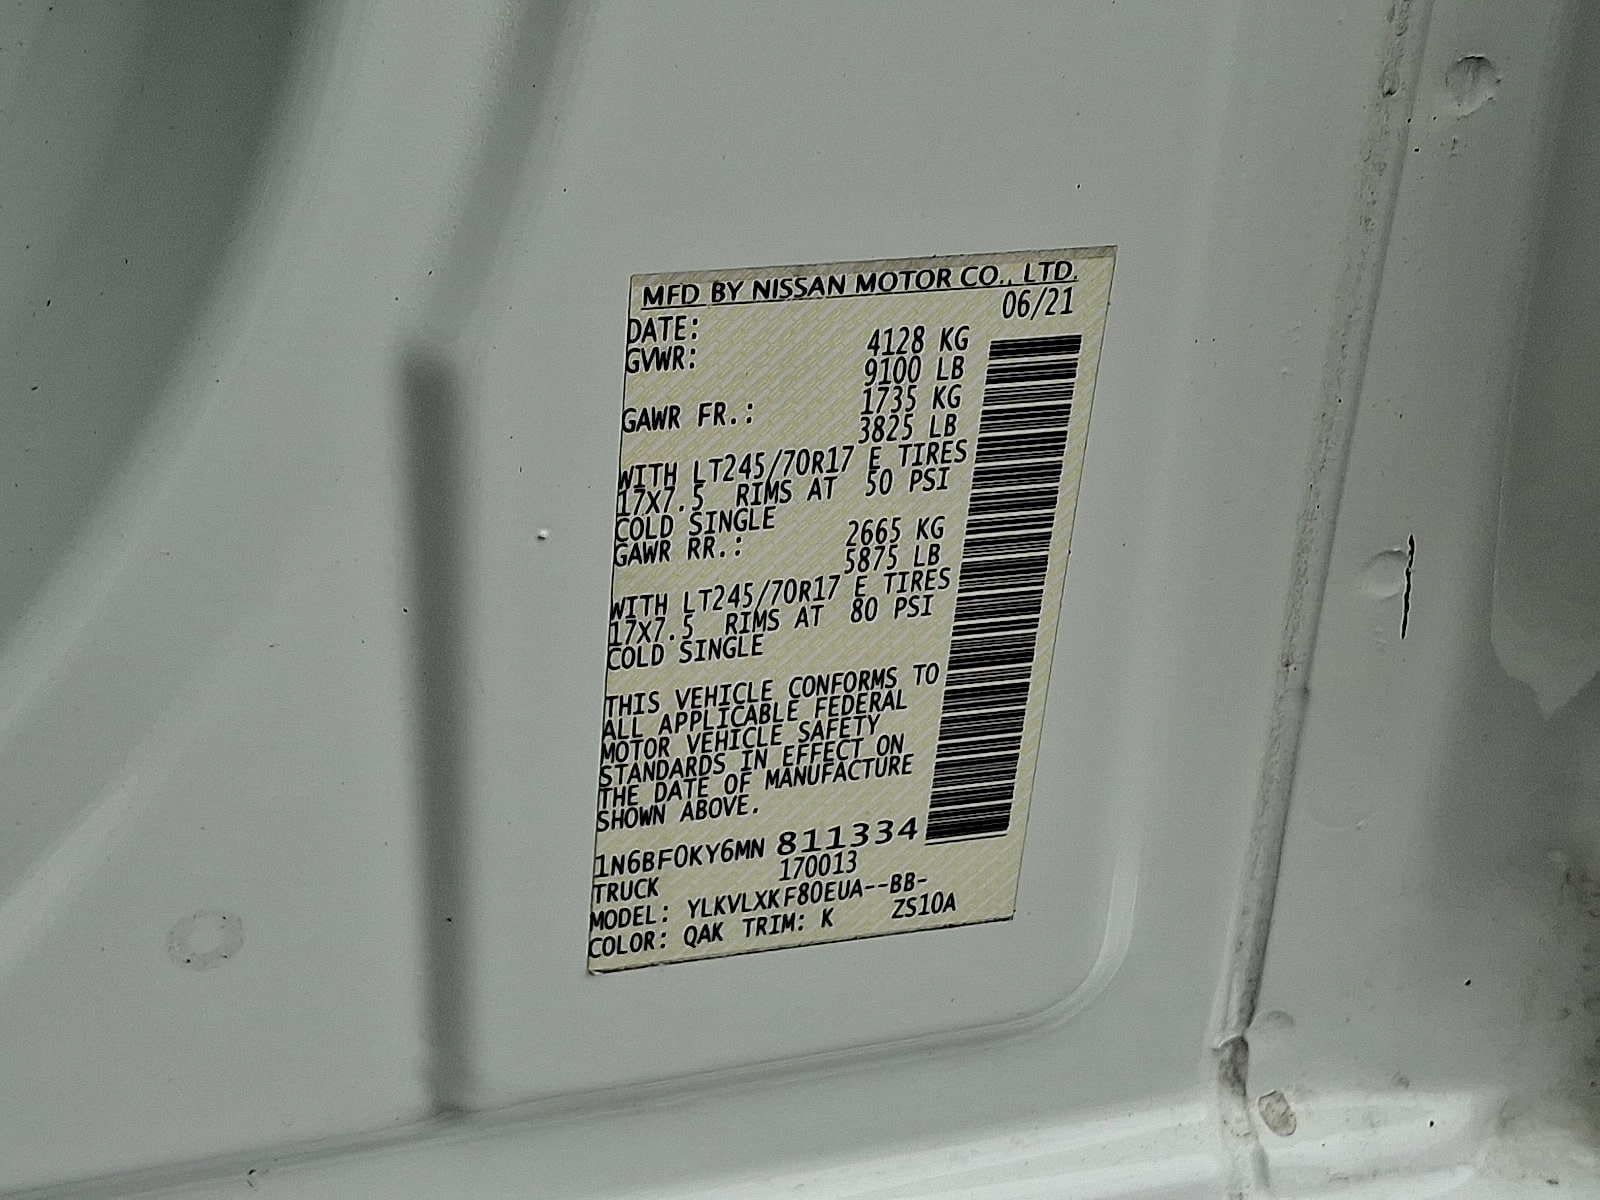 MFD BY NISSAN MOTOR CO., LTD.
DATE: 06/21
GVWR: 4128 KG
9100 LB
GAWR FR.: 1735 KG
3825 LB
WITH LT245/70R17 E TIRES
17X7.5 RIMS AT 50 PSI
COLD SINGLE
GAWR RR.: 2665 KG
5875 LB
WITH LT245/70R17 E TIRES
17X7.5 RIMS AT 80 PSI
COLD SINGLE
THIS VEHICLE CONFORMS TO
ALL APPLICABLE FEDERAL
MOTOR VEHICLE SAFETY
STANDARDS IN EFFECT ON
THE DATE OF MANUFACTURE
SHOWN ABOVE.
1N6BF0KY6MN 811334
TRUCK 170013
MODEL: YLKVLXKF80EUA--BB-
COLOR: QAK TRIM: K ZS10A